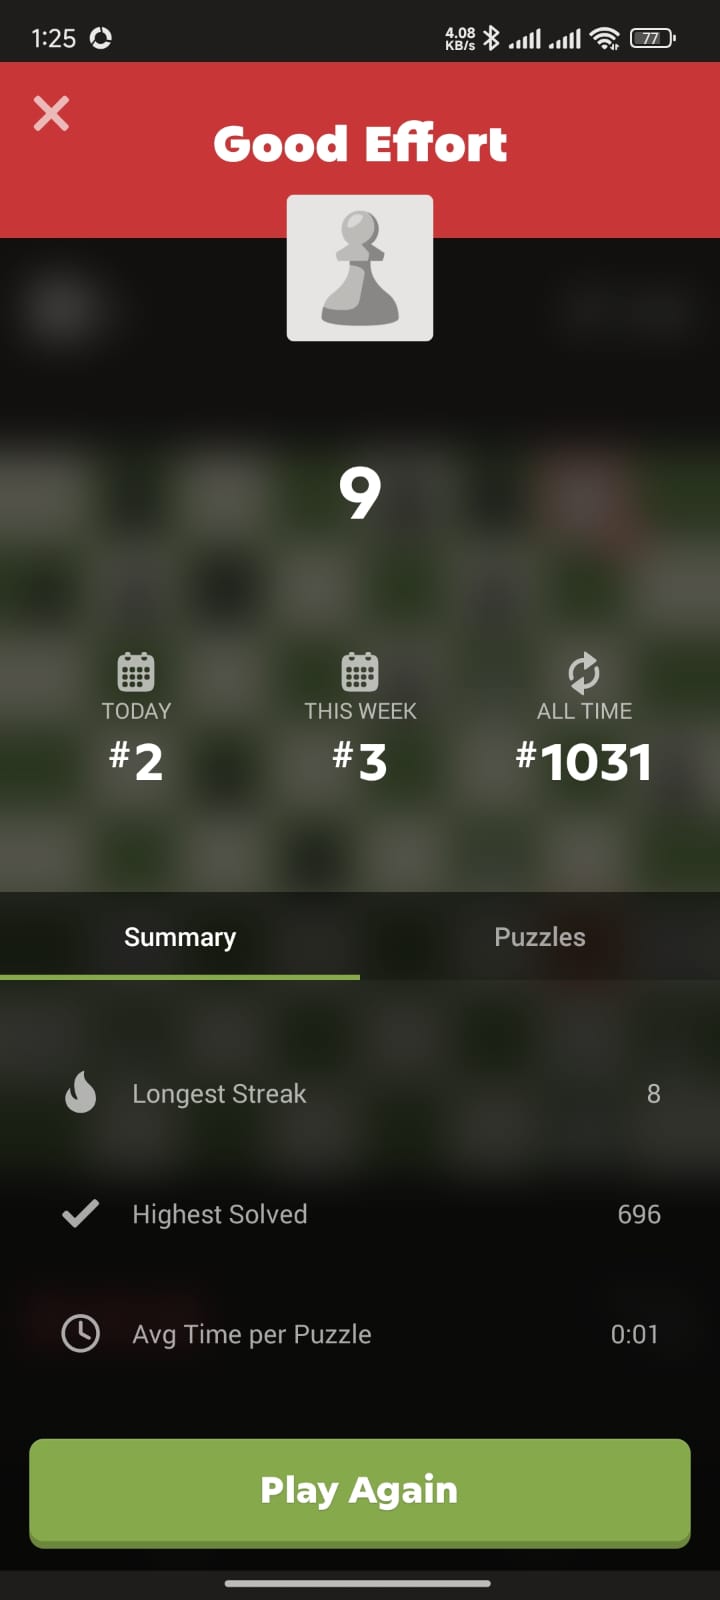 1:25
4.08
KB/s
77
Good Effort
9
TODAY
THIS WEEK
ALL TIME
#2
#3
#1031
Summary
Puzzles
Longest Streak 8
Highest Solved 696
Avg Time per Puzzle 0:01
Play Again